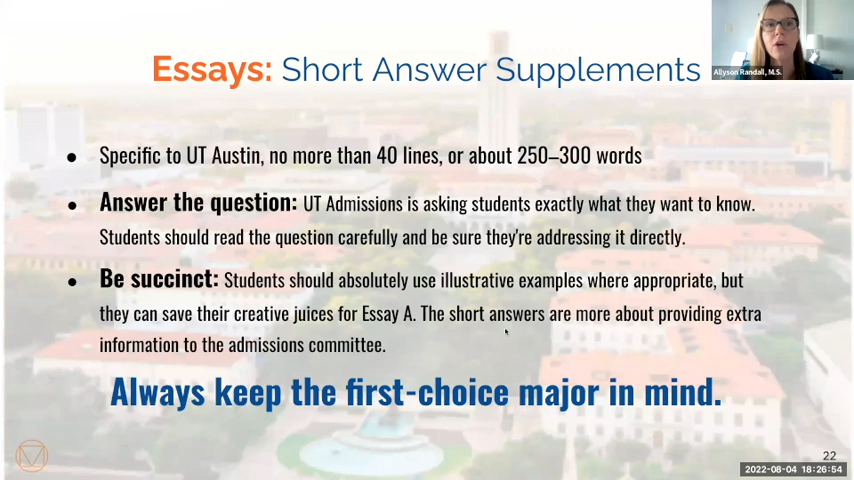 Essays: Short Answer Supplements
Allyson Randall, M.S.
● Specific to UT Austin, no more than 40 lines, or about 250–300 words
● Answer the question: UT Admissions is asking students exactly what they want to know.
Students should read the question carefully and be sure they're addressing it directly.
● Be succinct: Students should absolutely use illustrative examples where appropriate, but
they can save their creative juices for Essay A. The short answers are more about providing extra
information to the admissions committee.
Always keep the first-choice major in mind.
22
2022-08-04 18:26:54